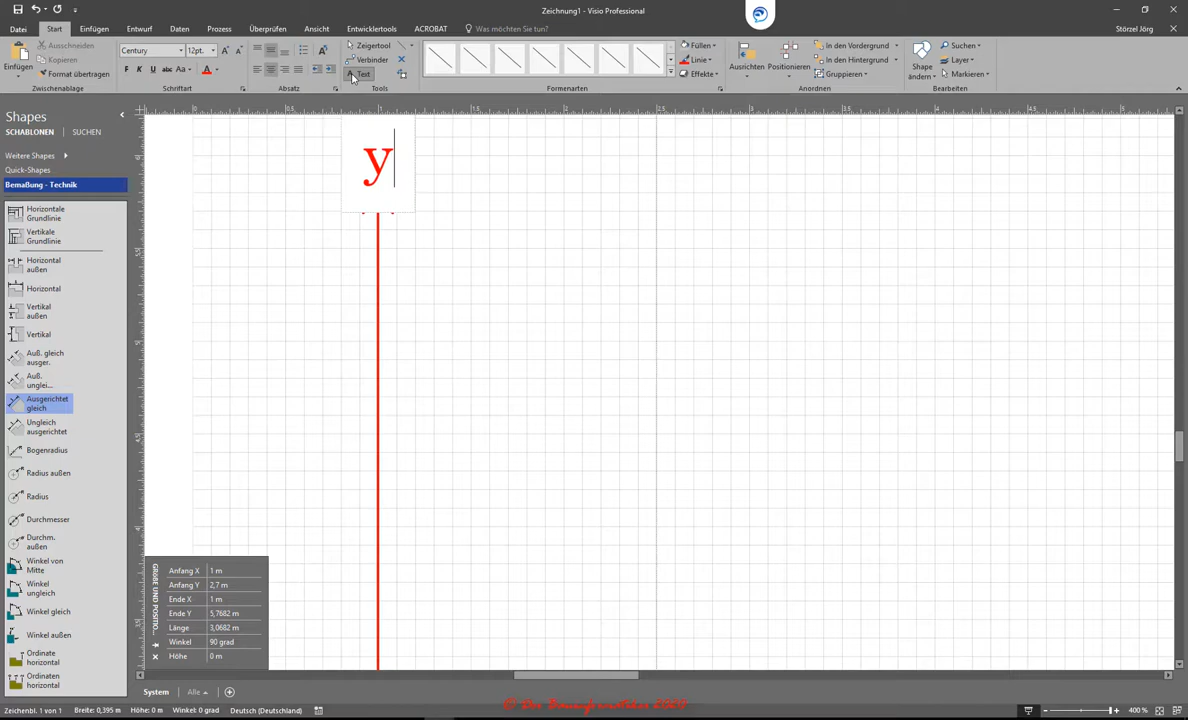 Zeichnung1 - Visio Professional
Störzel Jörg
Datei
Start
Einfügen
Entwurf
Daten
Prozess
Überprüfen
Ansicht
Entwicklertools
ACROBAT
Was möchten Sie tun?
Einfügen
Ausschneiden
Kopieren
Format übertragen
Zwischenablage
Century
12pt.
F
K
U
abc
Aa
A
Schriftart
Absatz
Zeigertool
Verbinder
Text
Tools
Formenarten
Füllen
Linie
Effekte
Ausrichten
Positionieren
In den Vordergrund
In den Hintergrund
Gruppieren
Anordnen
Shape
ändern
Suchen
Layer
Markieren
Bearbeiten
Shapes
SCHABLONEN
SUCHEN
Weitere Shapes
Quick-Shapes
Bemaßung - Technik
Horizontale
Grundlinie
Vertikale
Grundlinie
Horizontal
außen
Horizontal
Vertikal
außen
Vertikal
Auß. gleich
ausger.
Auß.
unglei...
Ausgerichtet
gleich
Ungleich
ausgerichtet
Bogenradius
Radius außen
Radius
Durchmesser
Durchm.
außen
Winkel von
Mitte
Winkel
ungleich
Winkel gleich
Winkel außen
Ordinate
horizontal
Ordinaten
horizontal
y
GRÖßE UND POSITIO...
Anfang X 1 m
Anfang Y 2,7 m
Ende X 1 m
Ende Y 5,7682 m
Länge 3,0682 m
Winkel 90 grad
Höhe 0 m
System
Alle
© Der Bauinformatiker 2020
Zeichenbl. 1 von 1
Breite: 0,395 m
Höhe: 0 m
Winkel: 0 grad
Deutsch (Deutschland)
400 %